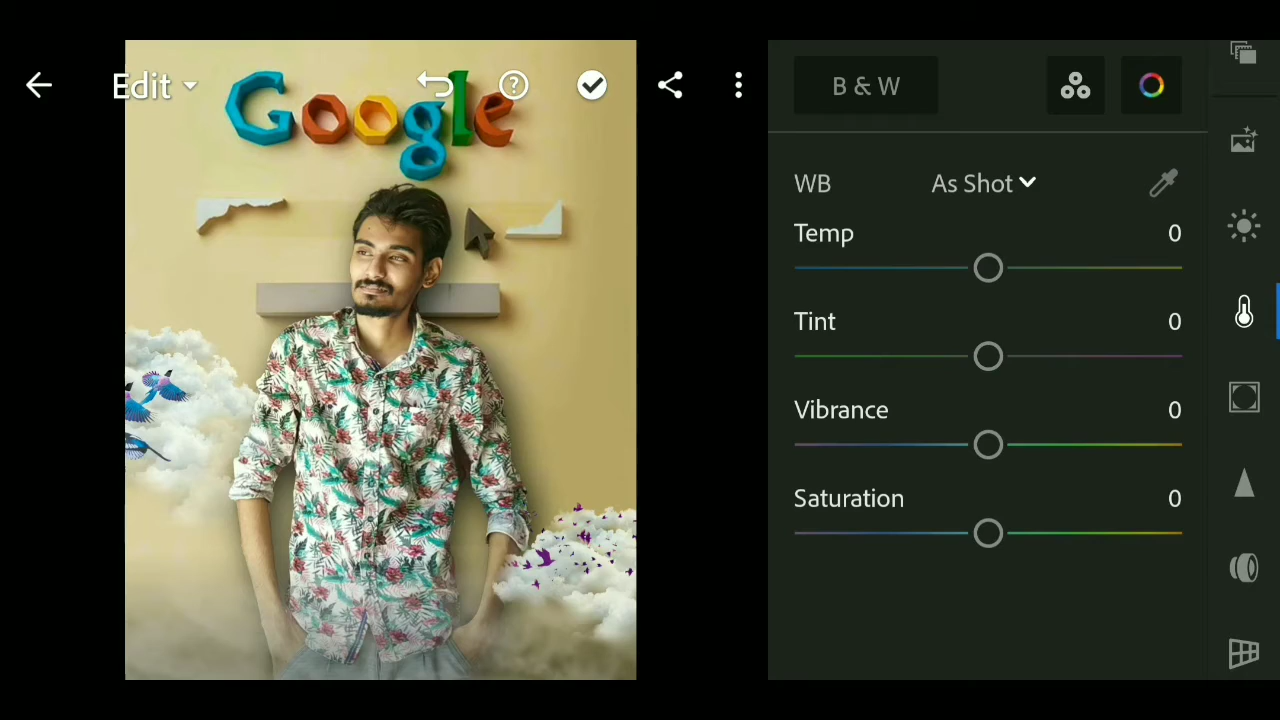 Edit
Google
B & W
WB As Shot
Temp 0
Tint 0
Vibrance 0
Saturation 0